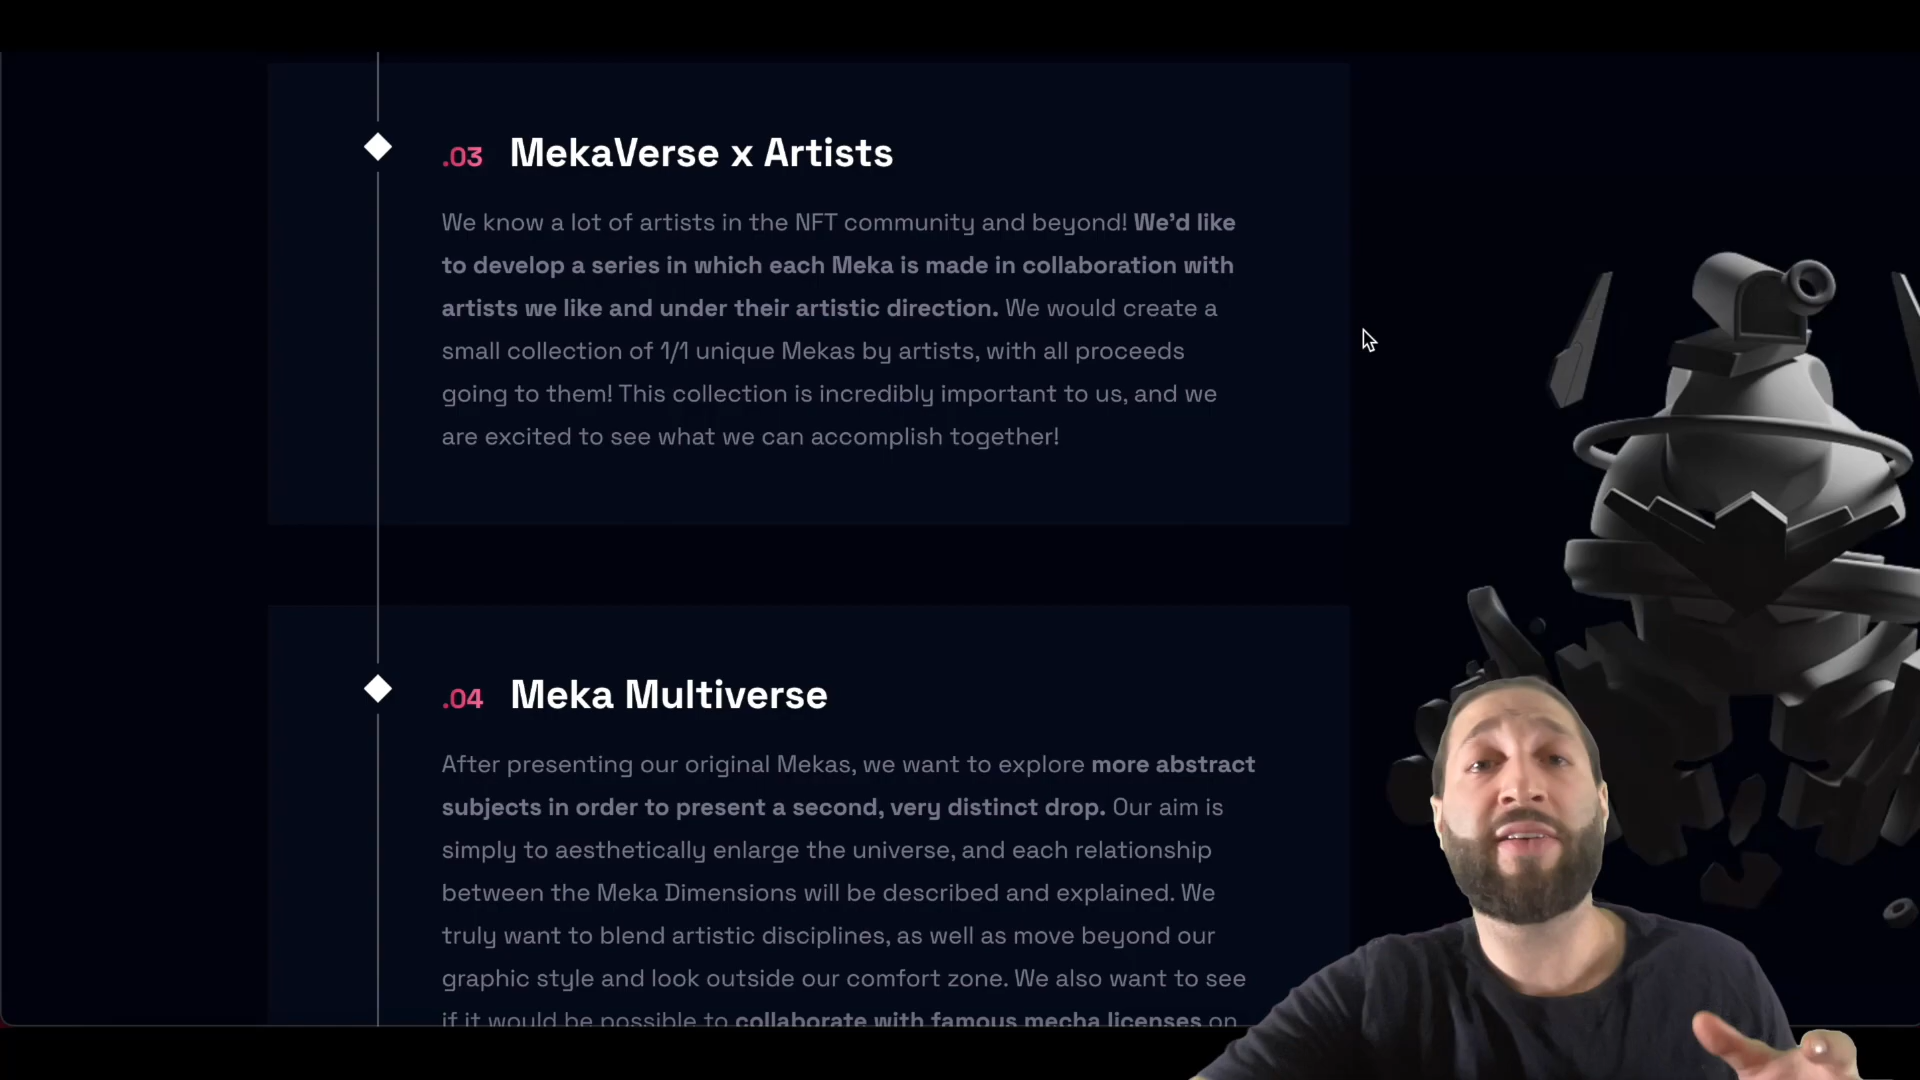 .03 MekaVerse x Artists
We know a lot of artists in the NFT community and beyond! We'd like
to develop a series in which each Meka is made in collaboration with
artists we like and under their artistic direction. We would create a
small collection of 1/1 unique Mekas by artists, with all proceeds
going to them! This collection is incredibly important to us, and we
are excited to see what we can accomplish together!
.04 Meka Multiverse
After presenting our original Mekas, we want to explore more abstract
subjects in order to present a second, very distinct drop. Our aim is
simply to aesthetically enlarge the universe, and each relationship
between the Meka Dimensions will be described and explained. We
truly want to blend artistic disciplines, as well as move beyond our
graphic style and look outside our comfort zone. We also want to see
if it would be possible to collaborate with famous mecha licenses on